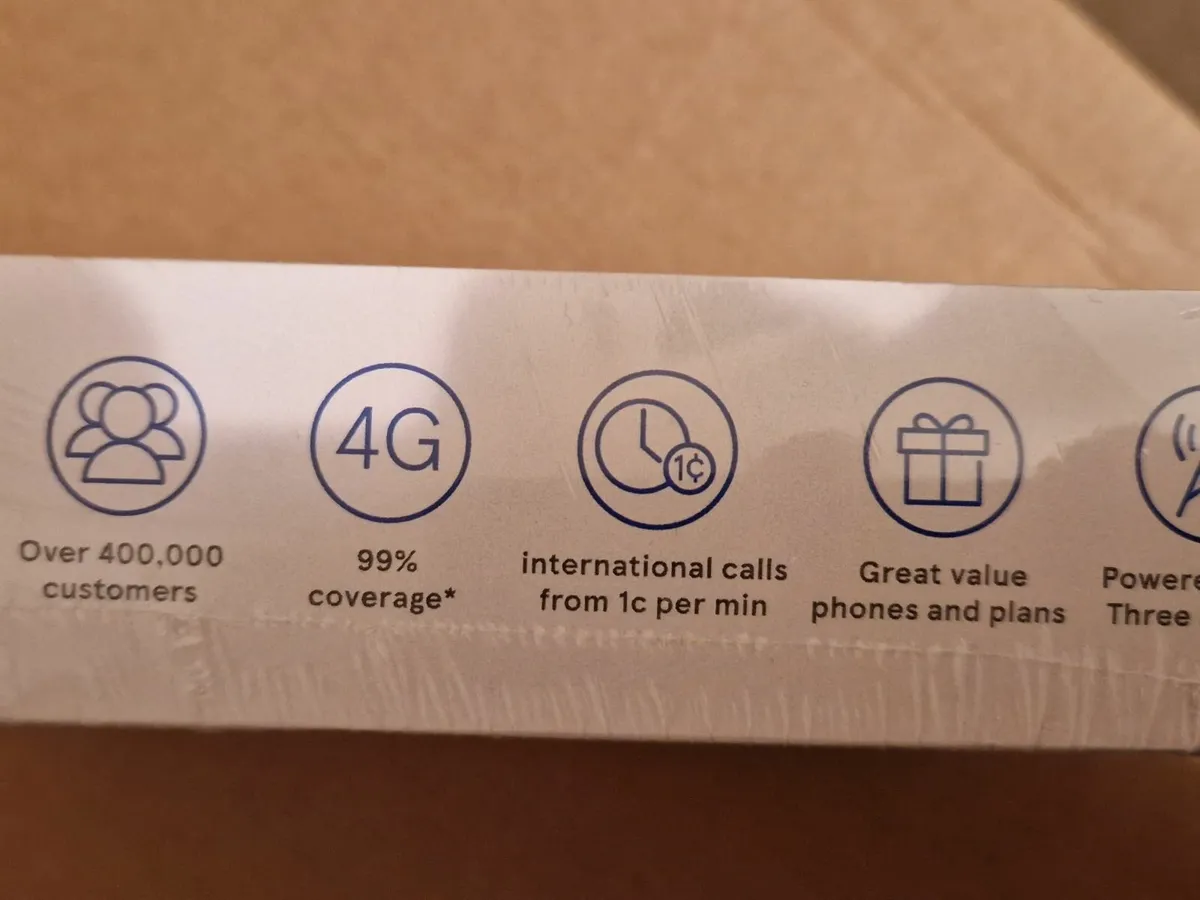 4G
1¢
Over 400,000
customers
99%
coverage*
international calls
from 1c per min
Great value
phones and plans
Three